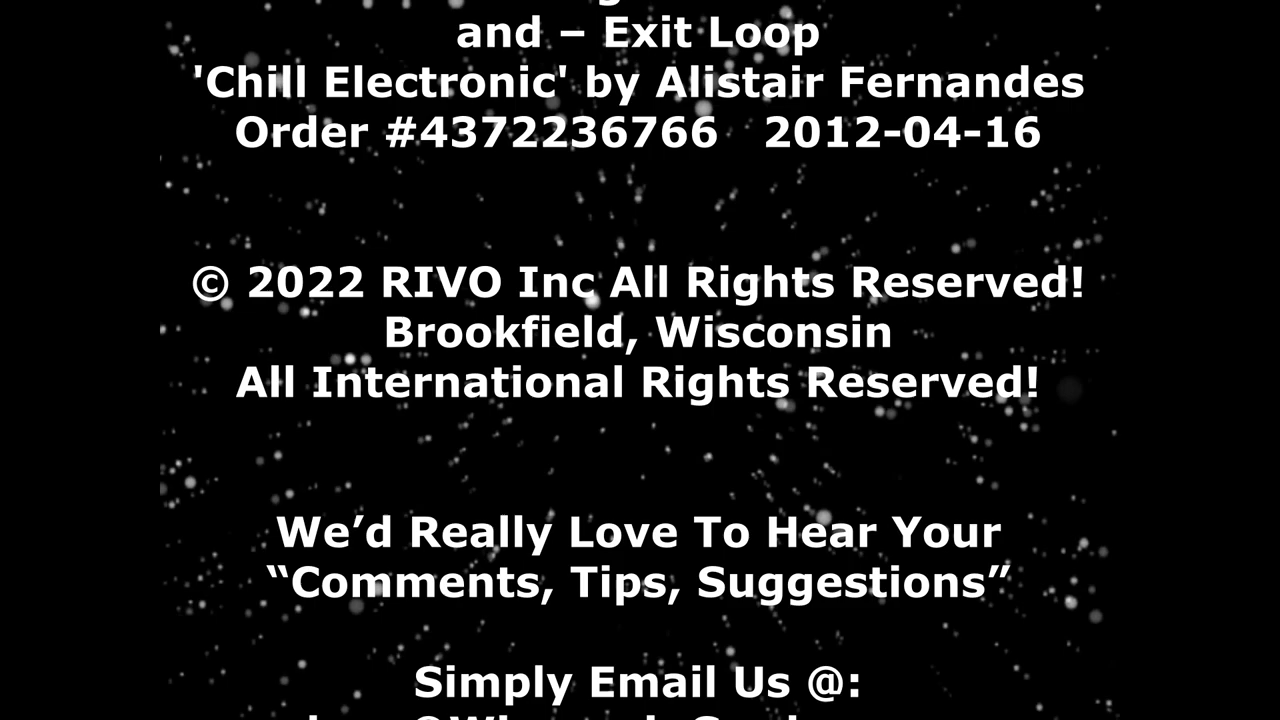 and – Exit Loop
'Chill Electronic' by Alistair Fernandes
Order #4372236766 2012-04-16
© 2022 RIVO Inc All Rights Reserved!
Brookfield, Wisconsin
All International Rights Reserved!
We’d Really Love To Hear Your
“Comments, Tips, Suggestions”
Simply Email Us @: